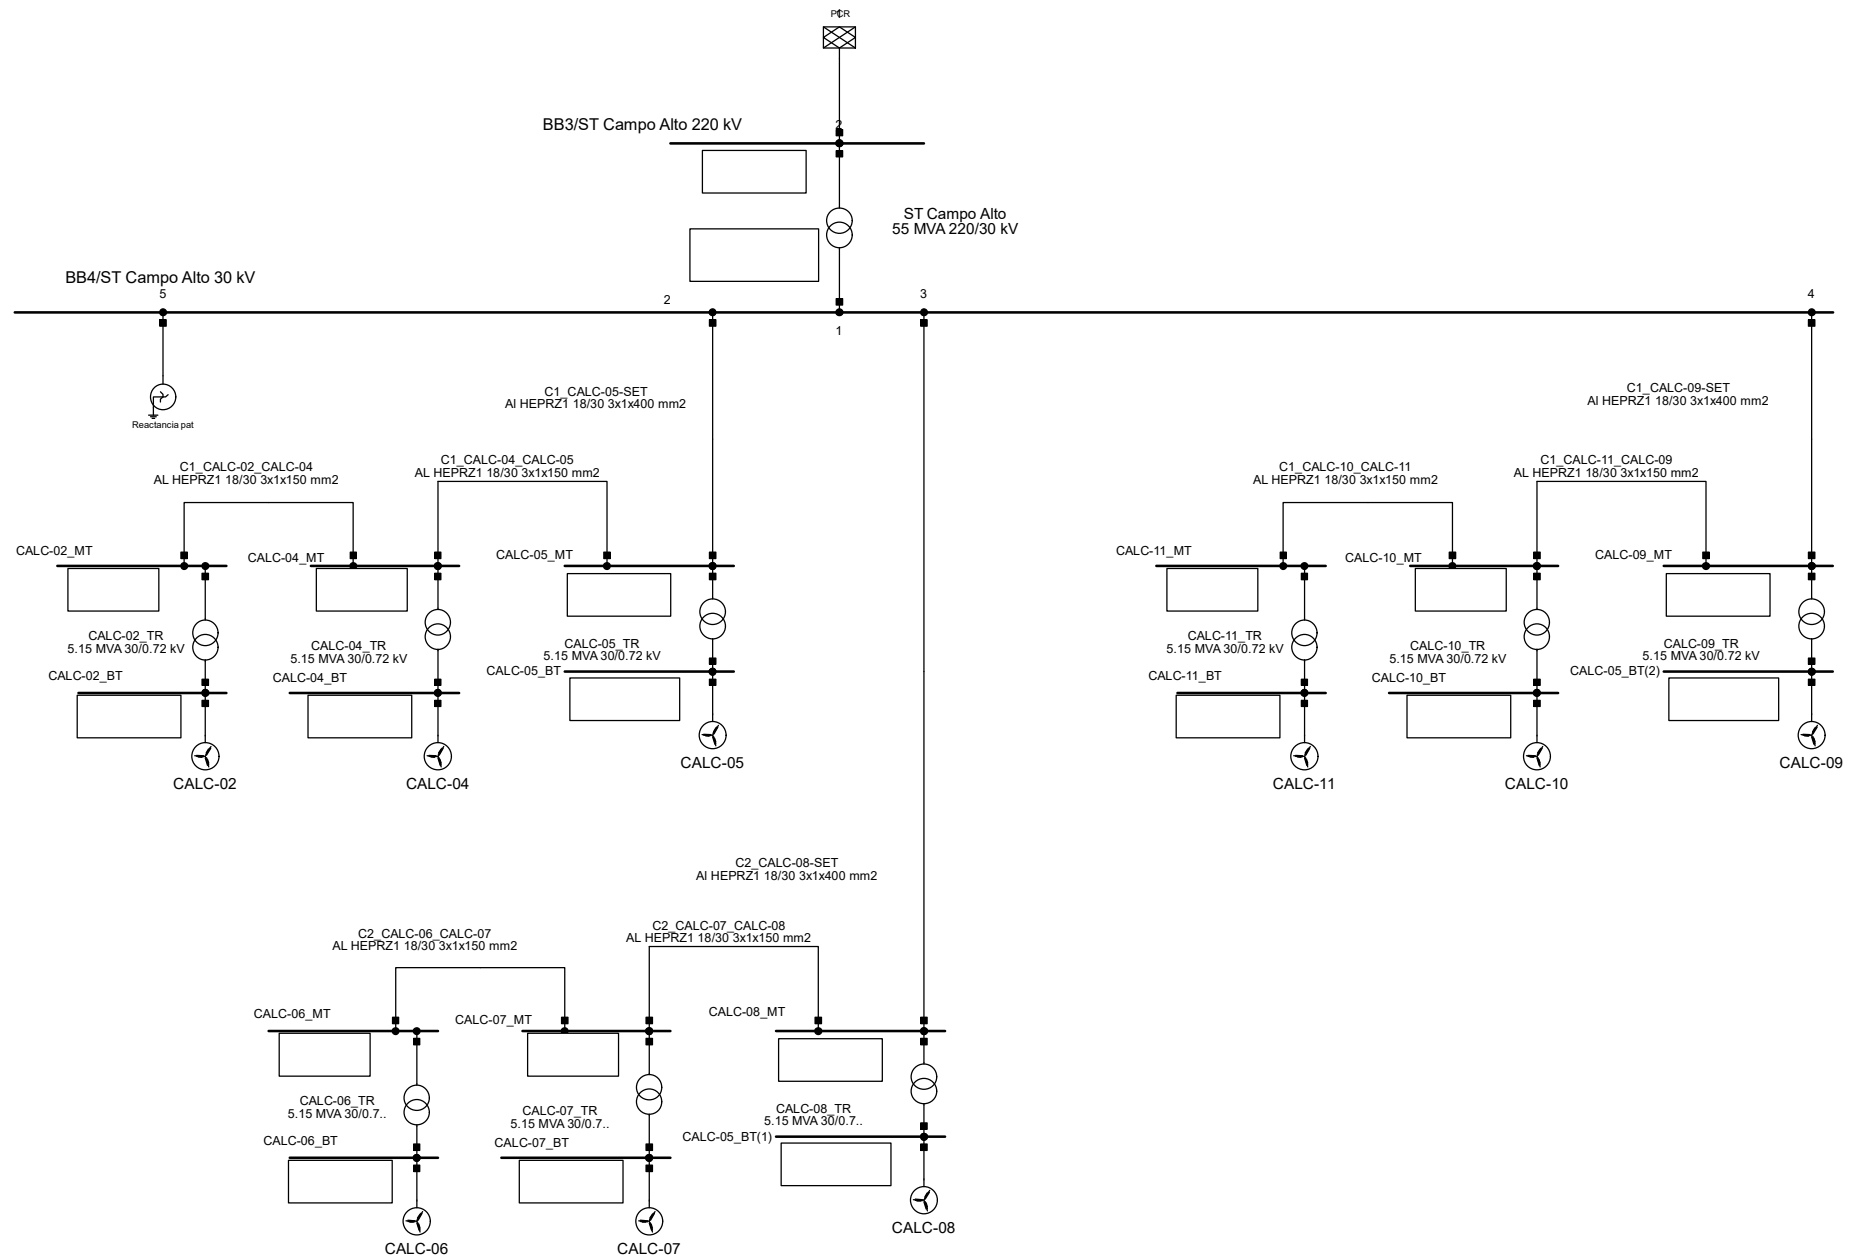 PCR
2
BB3/ST Campo Alto 220 kV
ST Campo Alto
55 MVA 220/30 kV
BB4/ST Campo Alto 30 kV
5
2
3
4
1
Reactancia pat
C1_CALC-05-SET
Al HEPRZ1 18/30 3x1x400 mm2
C1_CALC-09-SET
Al HEPRZ1 18/30 3x1x400 mm2
C1_CALC-02_CALC-04
AL HEPRZ1 18/30 3x1x150 mm2
C1_CALC-04_CALC-05
AL HEPRZ1 18/30 3x1x150 mm2
C1_CALC-10_CALC-11
AL HEPRZ1 18/30 3x1x150 mm2
C1_CALC-11_CALC-09
AL HEPRZ1 18/30 3x1x150 mm2
CALC-02_MT
CALC-04_MT
CALC-05_MT
CALC-11_MT
CALC-10_MT
CALC-09_MT
CALC-02_TR
5.15 MVA 30/0.72 kV
CALC-04_TR
5.15 MVA 30/0.72 kV
CALC-05_TR
5.15 MVA 30/0.72 kV
CALC-11_TR
5.15 MVA 30/0.72 kV
CALC-10_TR
5.15 MVA 30/0.72 kV
CALC-09_TR
5.15 MVA 30/0.72 kV
CALC-02_BT
CALC-04_BT
CALC-05_BT
CALC-11_BT
CALC-10_BT
CALC-05_BT(2)
CALC-02
CALC-04
CALC-05
CALC-11
CALC-10
CALC-09
C2_CALC-08-SET
Al HEPRZ1 18/30 3x1x400 mm2
C2_CALC-06_CALC-07
AL HEPRZ1 18/30 3x1x150 mm2
C2_CALC-07_CALC-08
AL HEPRZ1 18/30 3x1x150 mm2
CALC-06_MT
CALC-07_MT
CALC-08_MT
CALC-06_TR
5.15 MVA 30/0.7..
CALC-07_TR
5.15 MVA 30/0.7..
CALC-08_TR
5.15 MVA 30/0.7..
CALC-06_BT
CALC-07_BT
CALC-05_BT(1)
CALC-06
CALC-07
CALC-08